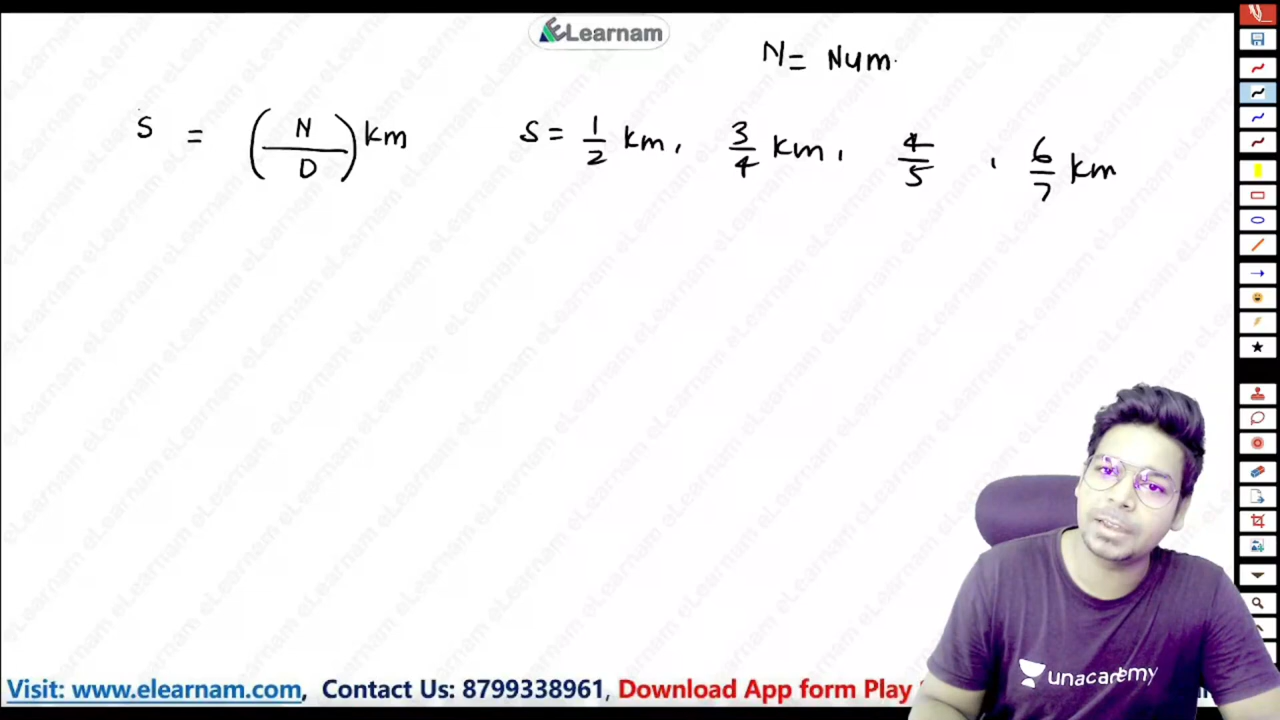 ELearnam
N = Num.
S = (N/D) km S = 1/2 km, 3/4 km, 4/5 , 6/7 km
unacademy
Visit: www.elearnam.com, Contact Us: 8799338961, Download App form Play